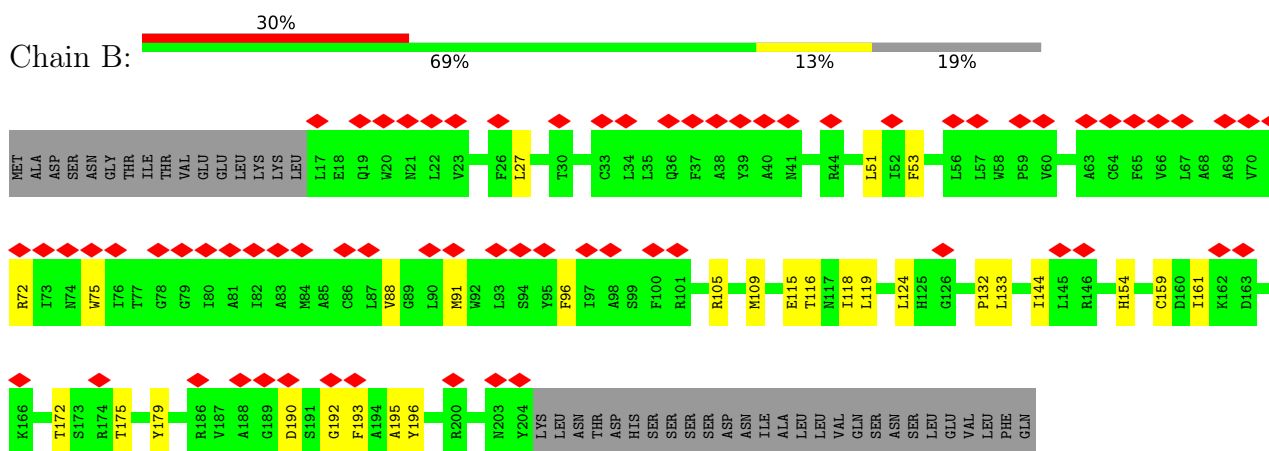 30%
Chain B:
69% 13% 19%
MET ALA ASP SER ASN GLY THR ILE THR VAL GLU GLU LEU LYS LYS LEU L17 E18 Q19 W20 N21 L22 V23 F26 L27 T30 C33 L34 L35 Q36 F37 A38 Y39 A40 N41 R44 L51 I52 F53 L56 L57 W58 P59 V60 A63 C64 F65 V66 L67 A68 A69 V70
R72 I73 N74 W75 I76 T77 G78 G79 I80 A81 I82 A83 M84 A85 C86 L87 V88 G89 L90 M91 W92 L93 S94 Y95 F96 I97 A98 S99 F100 R101 R105 M109 E115 T116 N117 I118 L119 L124 H125 G126 P132 L133 I144 L145 R146 H154 C159 D160 I161 K162 D163
K166 T172 S173 R174 T175 Y179 R186 V187 A188 G189 D190 S191 G192 F193 A194 A195 Y196 R200 N203 Y204 LYS LEU ASN THR ASP HIS SER SER SER SER ASP ASN ILE ALA LEU LEU VAL GLN SER ASN SER LEU GLU VAL LEU PHE GLN